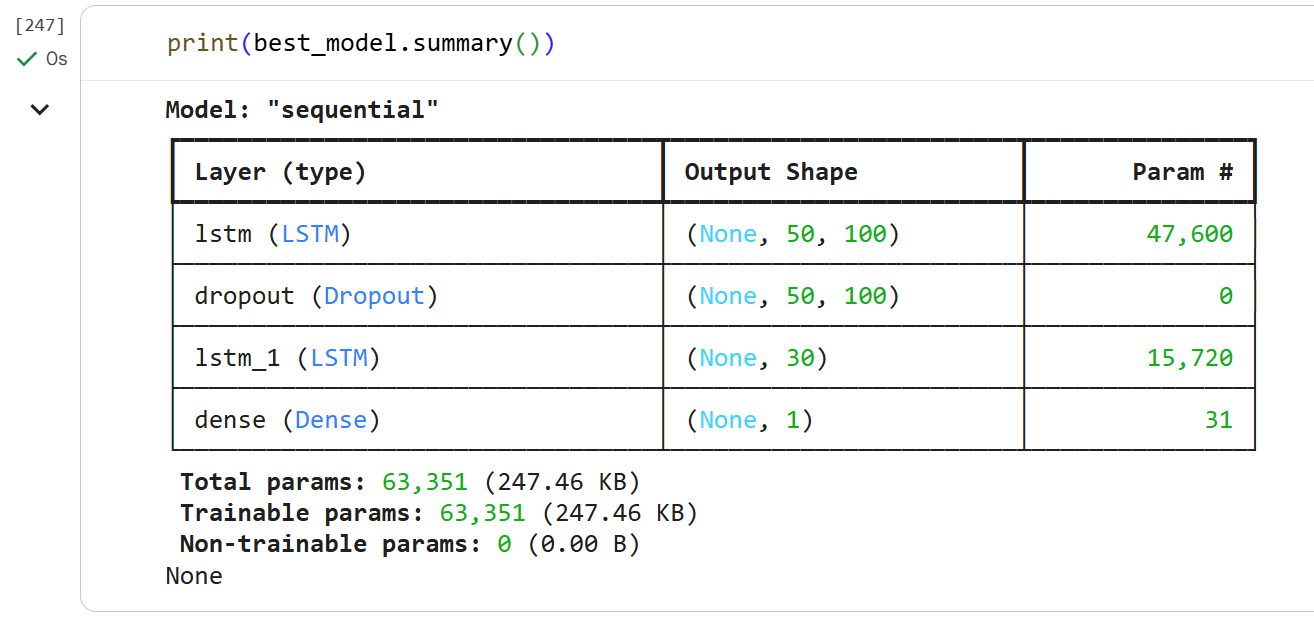 [247]
0s
print(best_model.summary())
Model: "sequential"
Layer (type) Output Shape Param #
lstm (LSTM) (None, 50, 100) 47,600
dropout (Dropout) (None, 50, 100) 0
lstm_1 (LSTM) (None, 30) 15,720
dense (Dense) (None, 1) 31
Total params: 63,351 (247.46 KB)
Trainable params: 63,351 (247.46 KB)
Non-trainable params: 0 (0.00 B)
None